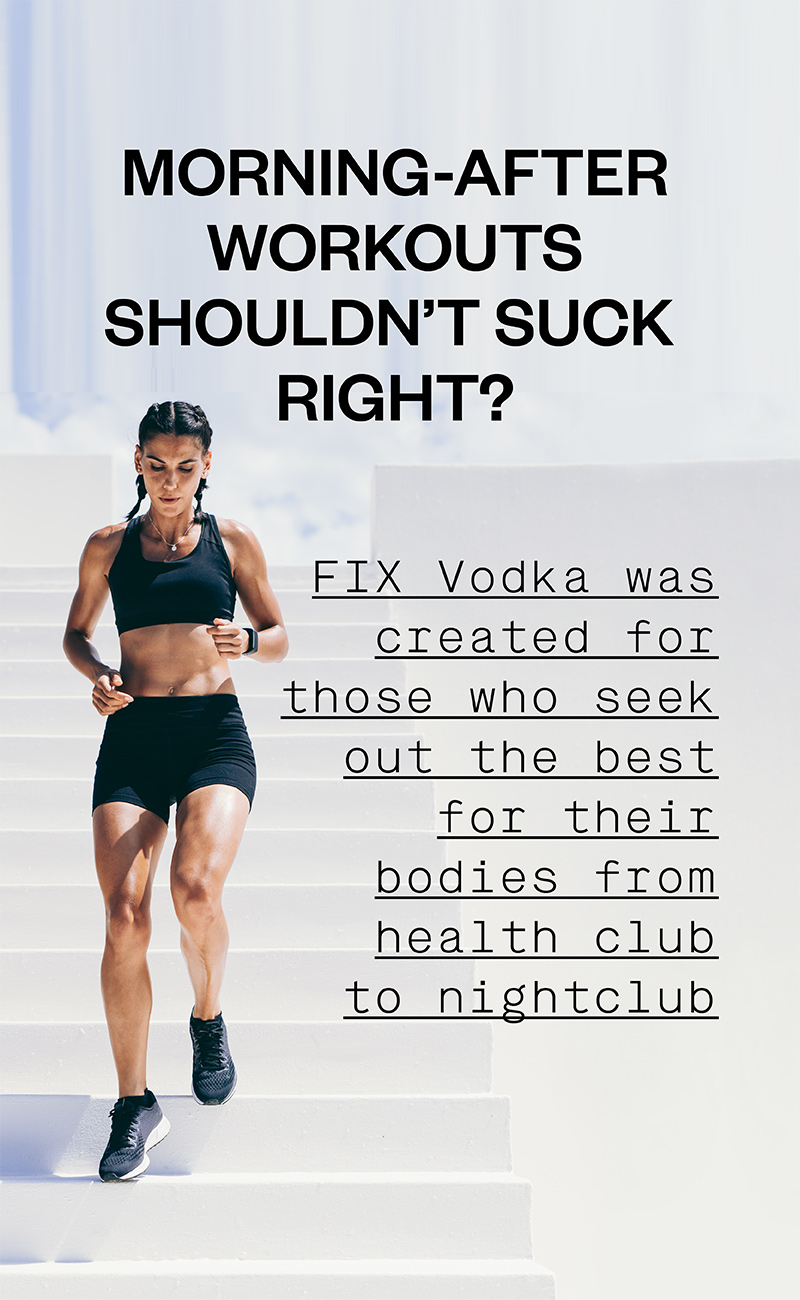 MORNING-AFTER
WORKOUTS
SHOULDN’T SUCK
RIGHT?
FIX Vodka was
created for
those who seek
out the best
for their
bodies from
health club
to nightclub